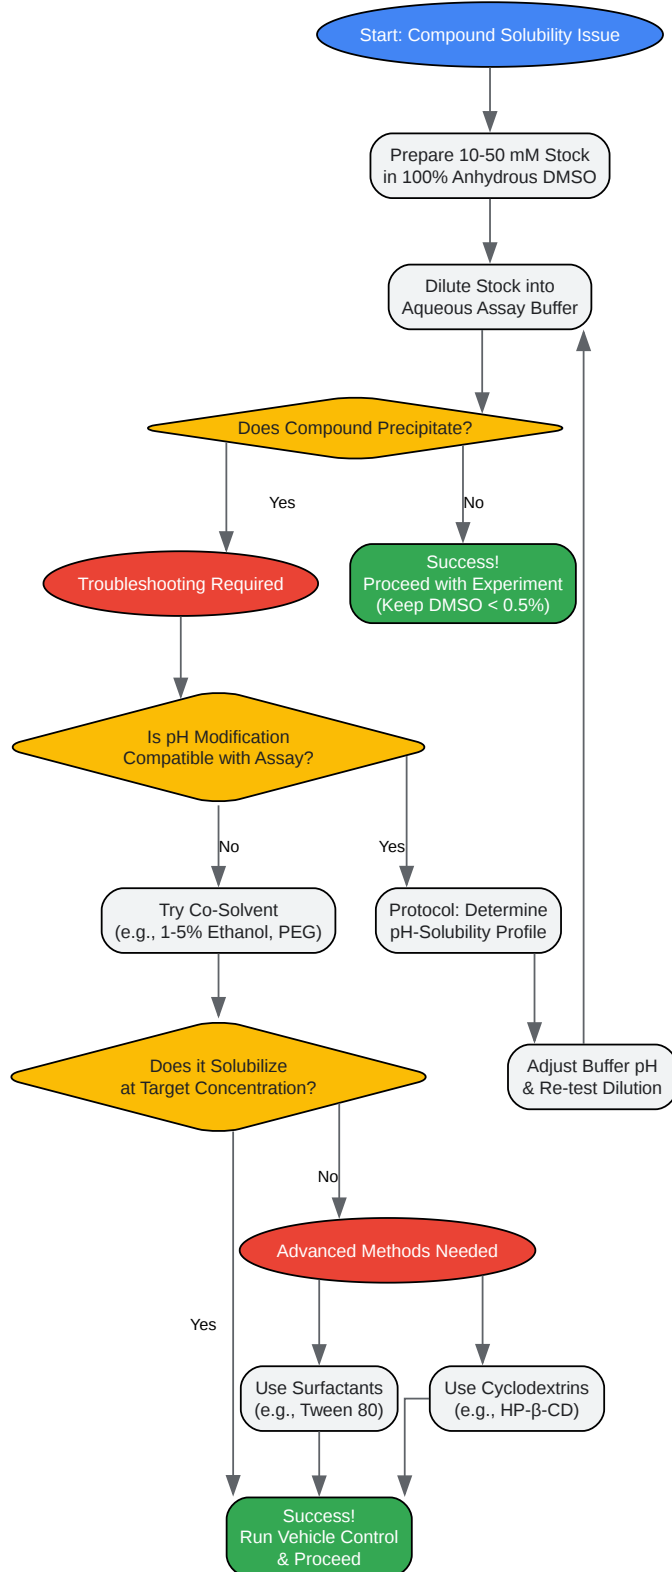 Start: Compound Solubility Issue
Prepare 10-50 mM Stock
in 100% Anhydrous DMSO
Dilute Stock into
Aqueous Assay Buffer
Does Compound Precipitate?
Yes
No
Troubleshooting Required
Success!
Proceed with Experiment
(Keep DMSO < 0.5%)
Is pH Modification
Compatible with Assay?
No
Yes
Try Co-Solvent
(e.g., 1-5% Ethanol, PEG)
Protocol: Determine
pH-Solubility Profile
Does it Solubilize
at Target Concentration?
Adjust Buffer pH
& Re-test Dilution
No
Advanced Methods Needed
Yes
Use Surfactants
(e.g., Tween 80)
Use Cyclodextrins
(e.g., HP-β-CD)
Success!
Run Vehicle Control
& Proceed